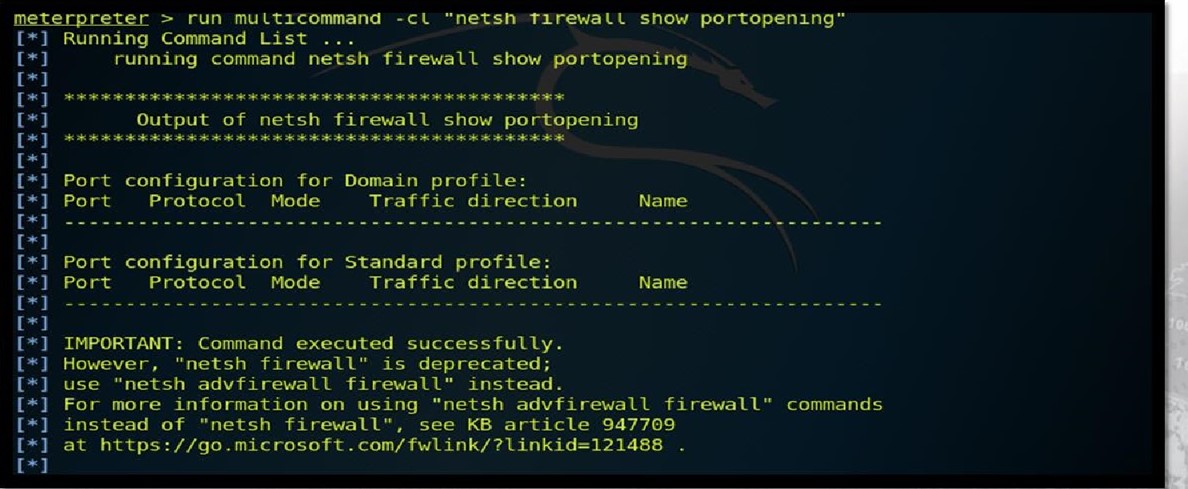 meterpreter > run multicommand -cl "netsh firewall show portopening"
[*] Running Command List ...
[*]     running command netsh firewall show portopening
[*]
[*] *****************************************
[*]       Output of netsh firewall show portopening
[*] *****************************************
[*]
[*] Port configuration for Domain profile:
[*] Port   Protocol  Mode    Traffic direction     Name
[*] -------------------------------------------------------------------
[*]
[*] Port configuration for Standard profile:
[*] Port   Protocol  Mode    Traffic direction     Name
[*] -------------------------------------------------------------------
[*]
[*] IMPORTANT: Command executed successfully.
[*] However, "netsh firewall" is deprecated;
[*] use "netsh advfirewall firewall" instead.
[*] For more information on using "netsh advfirewall firewall" commands
[*] instead of "netsh firewall", see KB article 947709
[*] at https://go.microsoft.com/fwlink/?linkid=121488 .
[*]